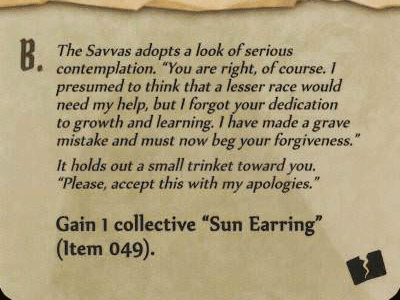 B. The Savvas adopts a look of serious
contemplation. “You are right, of course. I
presumed to think that a lesser race would
need my help, but I forgot your dedication
to growth and learning. I have made a grave
mistake and must now beg your forgiveness.”
It holds out a small trinket toward you.
“Please, accept this with my apologies.”
Gain 1 collective “Sun Earring”
(Item 049).